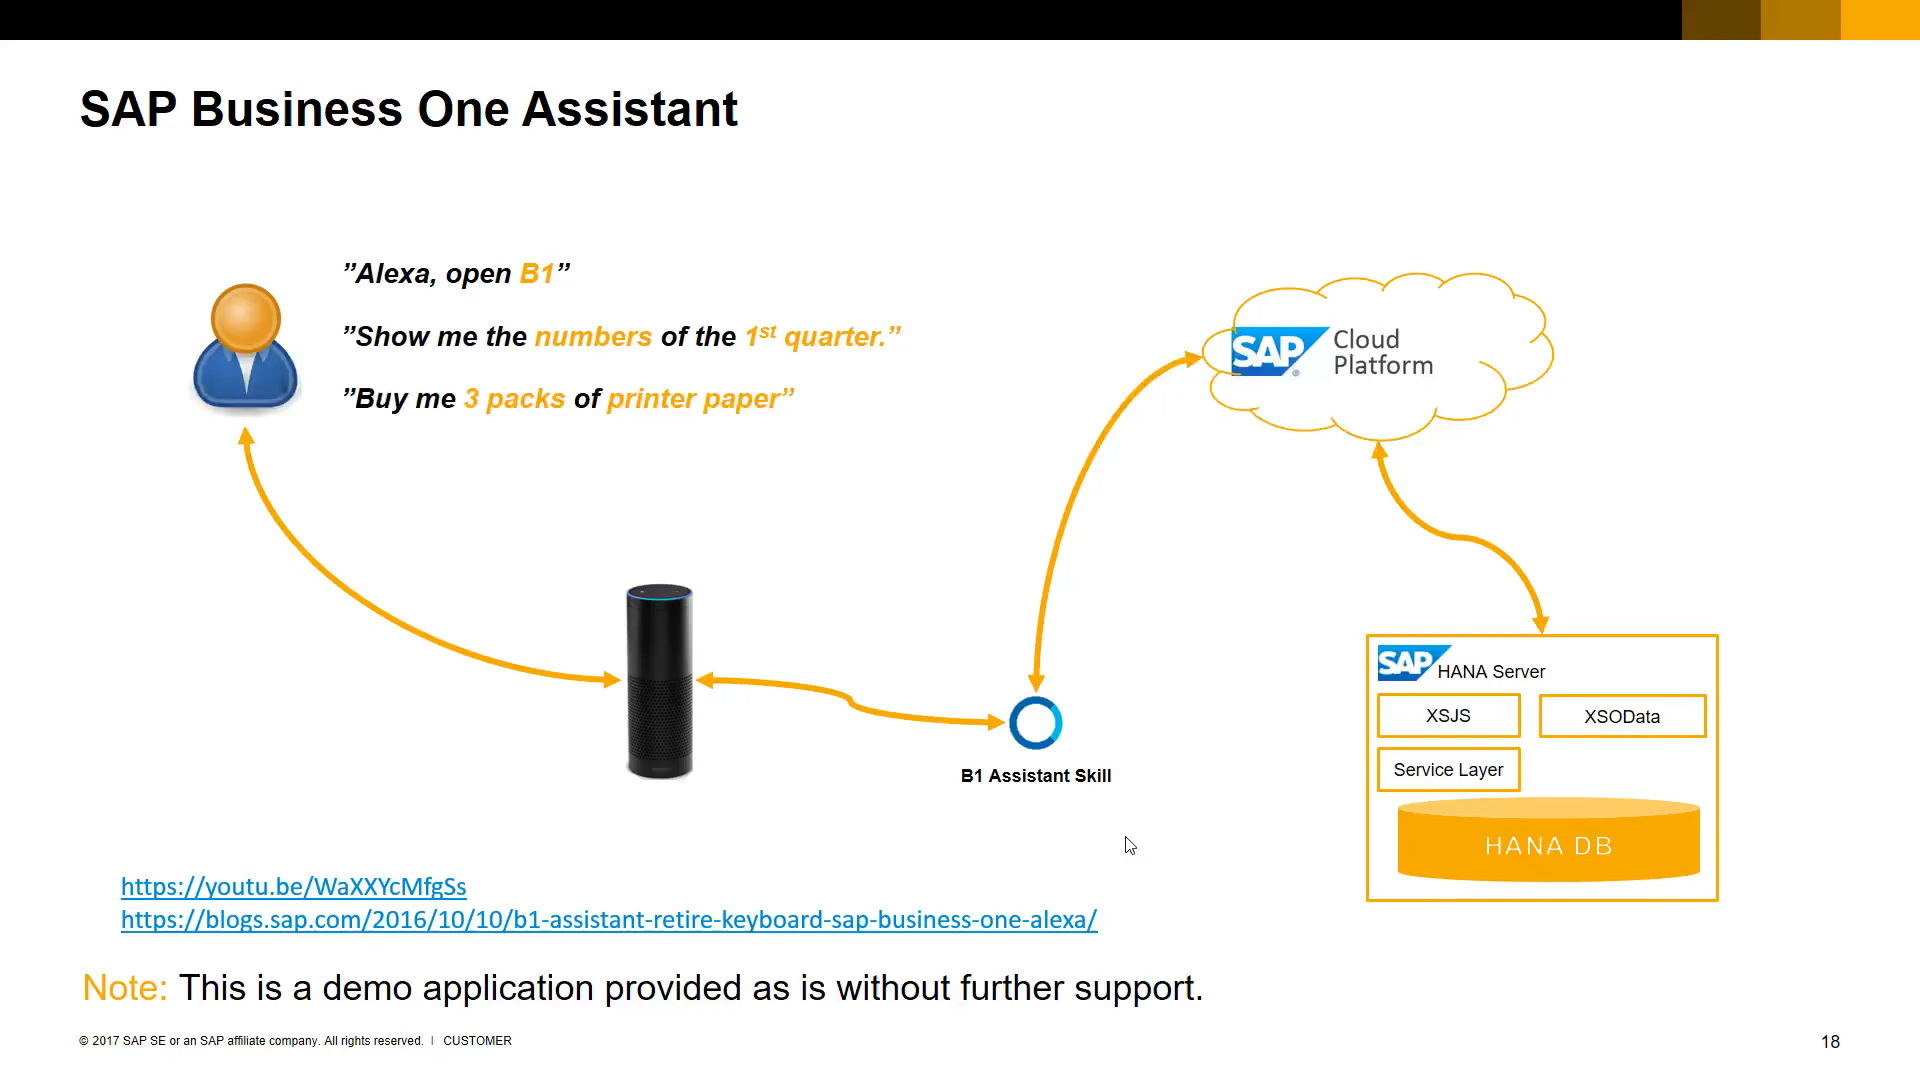 SAP Business One Assistant
”Alexa, open B1”
”Show me the numbers of the 1st quarter.”
”Buy me 3 packs of printer paper”
SAP ® Cloud
Platform
B1 Assistant Skill
SAP HANA Server
XSJS XSOData
Service Layer
HANA DB
https://youtu.be/WaXXYcMfgSs
https://blogs.sap.com/2016/10/10/b1-assistant-retire-keyboard-sap-business-one-alexa/
Note: This is a demo application provided as is without further support.
© 2017 SAP SE or an SAP affiliate company. All rights reserved. | CUSTOMER
18